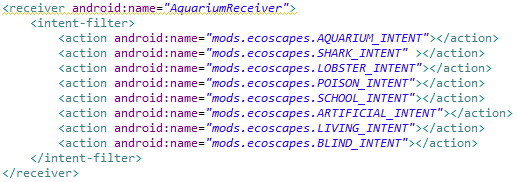 <receiver android:name="AquariumReceiver">
<intent-filter>
<action android:name="mods.ecoscapes.AQUARIUM_INTENT"></action>
<action android:name="mods.ecoscapes.SHARK_INTENT" ></action>
<action android:name="mods.ecoscapes.LOBSTER_INTENT"></action>
<action android:name="mods.ecoscapes.POISON_INTENT"></action>
<action android:name="mods.ecoscapes.SCHOOL_INTENT"></action>
<action android:name="mods.ecoscapes.ARTIFICIAL_INTENT"></action>
<action android:name="mods.ecoscapes.LIVING_INTENT"></action>
<action android:name="mods.ecoscapes.BLIND_INTENT"></action>
</intent-filter>
</receiver>